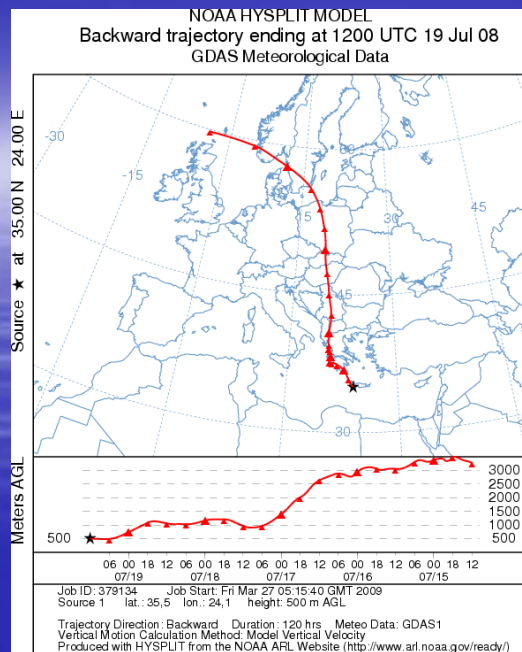 NOAA HYSPLIT MODEL
Backward trajectory ending at 1200 UTC 19 Jul 08
GDAS Meteorological Data
Source ★ at 35.00 N 24.00 E
-30
-15
15
30
45
45
30
Meters AGL
500
3000
2500
2000
1500
1000
500
06 00 18 12 06 00 18 12 06 00 18 12 06 00 18 12 06 00 18 12
07/19 07/18 07/17 07/16 07/15
Job ID: 379134 Job Start: Fri Mar 27 05:15:40 GMT 2009
Source 1 lat.: 35,5 lon.: 24,1 height: 500 m AGL
Trajectory Direction: Backward Duration: 120 hrs Meteo Data: GDAS1
Vertical Motion Calculation Method: Model Vertical Velocity
Produced with HYSPLIT from the NOAA ARL Website (http://www.arl.noaa.gov/ready/)